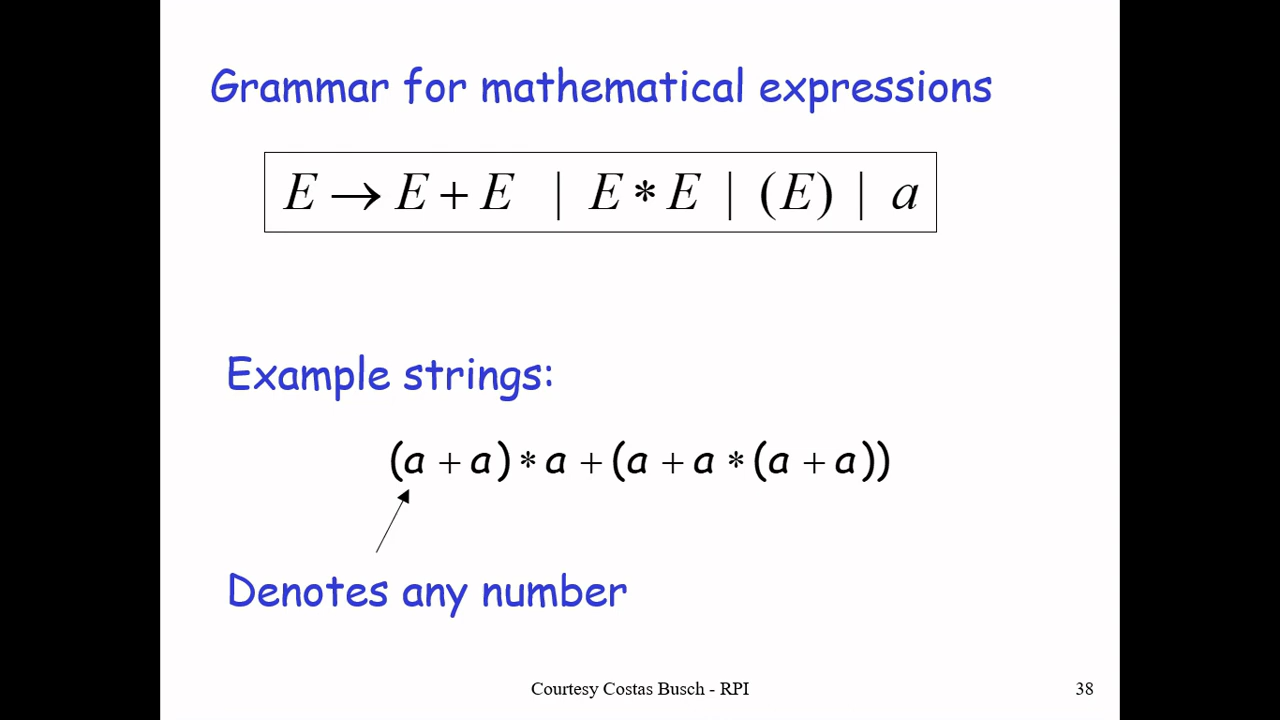 Grammar for mathematical expressions
E → E + E | E * E | (E) | a
Example strings:
(a + a) * a + (a + a * (a + a))
Denotes any number
Courtesy Costas Busch - RPI
38